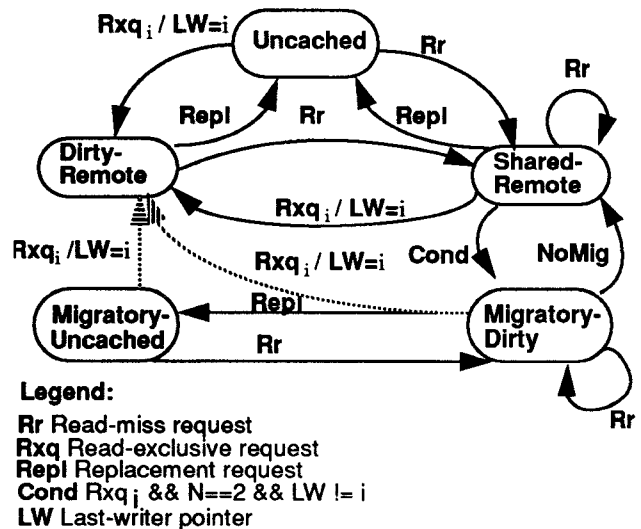 Rxq i / LW=i
Uncached
Rr
Rr
Repl
Rr
Repl
Dirty-
Remote
Shared-
Remote
Rxq i / LW=i
Rxq i /LW=i
Rxq i / LW=i
Cond
NoMig
Migratory-
Uncached
Repl
Migratory-
Dirty
Rr
Rr
Legend:
Rr Read-miss request
Rxq Read-exclusive request
Repl Replacement request
Cond Rxq i && N==2 && LW != i
LW Last-writer pointer